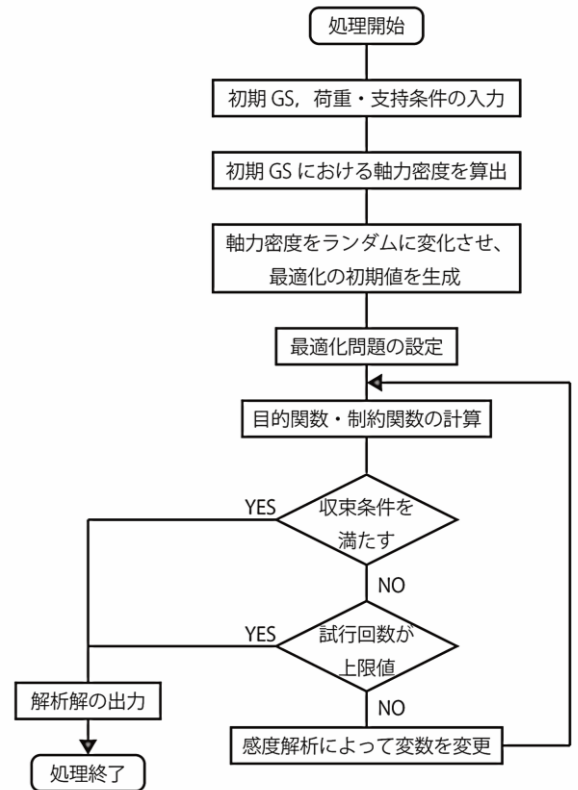 処理開始
初期 GS, 荷重・支持条件の入力
初期 GS における軸力密度を算出
軸力密度をランダムに変化させ、
最適化の初期値を生成
最適化問題の設定
目的関数・制約関数の計算
収束条件を
満たす
YES
NO
試行回数が
上限値
YES
NO
解析解の出力
感度解析によって変数を変更
処理終了